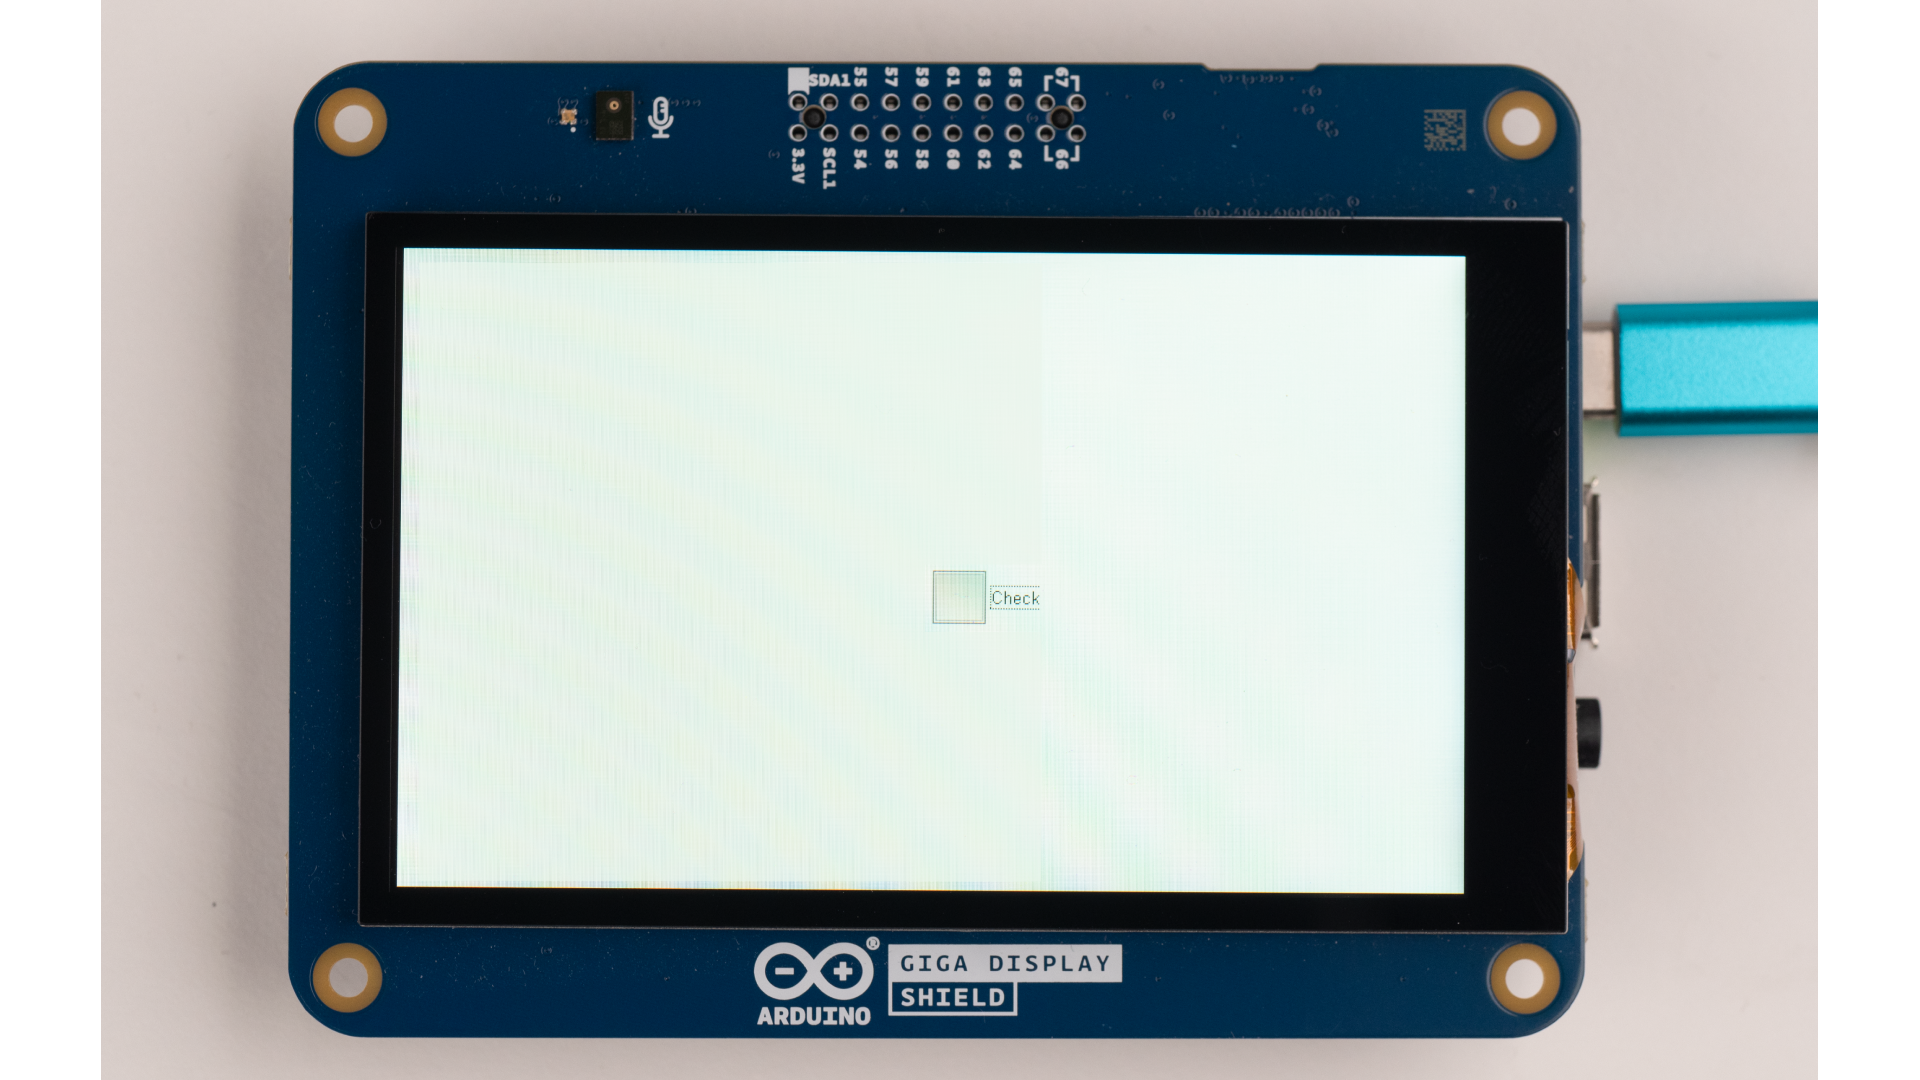 SDA1 55 57 59 61 63 65 67
3.3V SCL1 54 56 58 60 62 64 66
Check
ARDUINO ®
GIGA DISPLAY
SHIELD